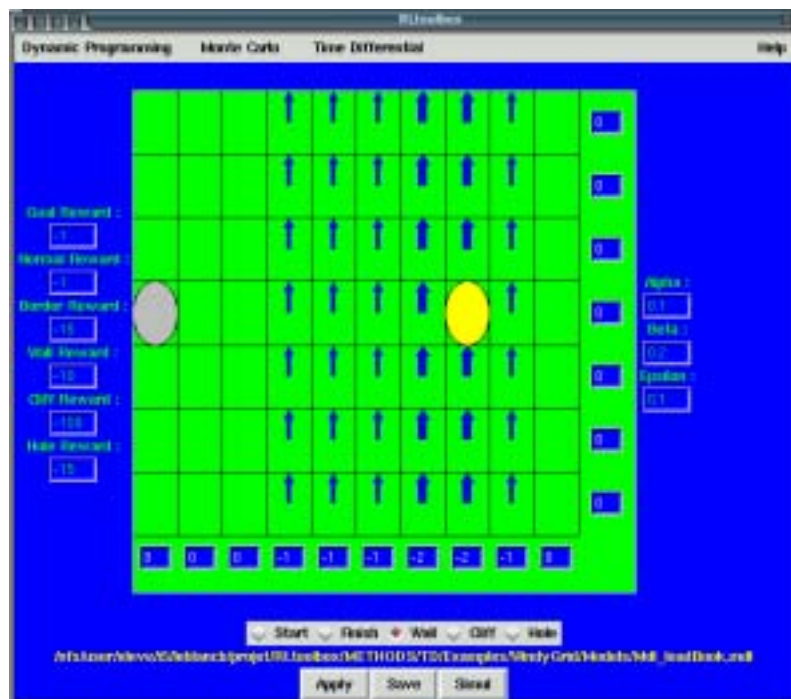 RLtoolbox
Dynamic Programming Monte Carlo Time Differential Help
0
0
Goal Reward :
-1
0
Normal Reward :
-1
Border Reward :
-15
0
Wall Reward :
-10
0
Cliff Reward :
-100
Hole Reward :
-15
0
0
Alpha :
0.1
Beta :
0.2
Epsilon :
0.1
0 0 0 -1 -1 -1 -2 -2 -1 0
Start Finish Wall Cliff Hole
Apply Save Simul